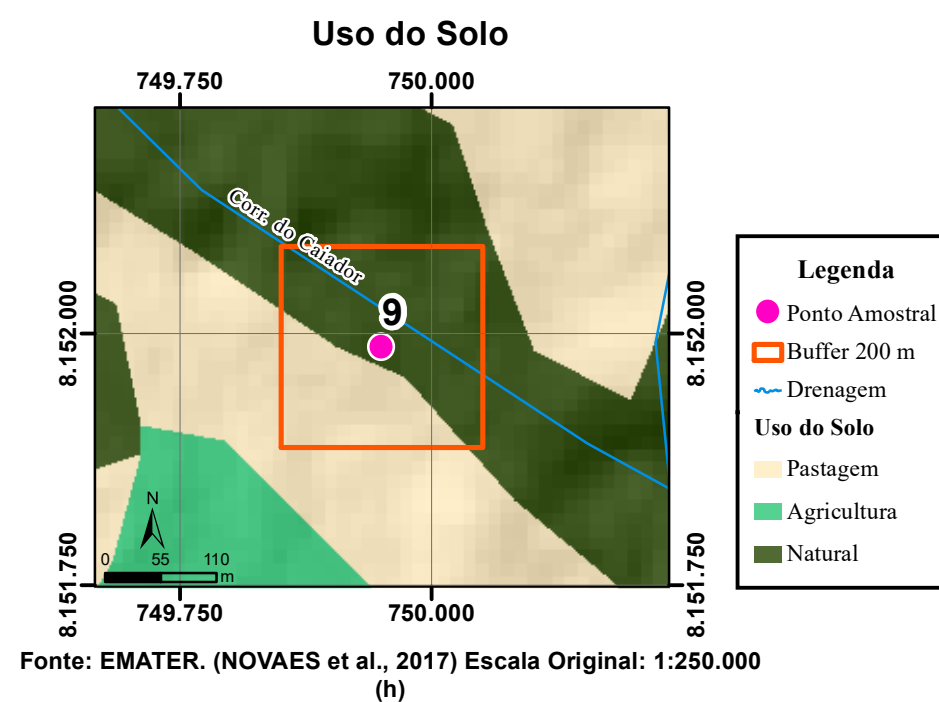 Uso do Solo
749.750 750.000
Corr. do Caiador
9
8.152.000 8.152.000
8.151.750 8.151.750
N
0 55 110
m
749.750 750.000
Legenda
Ponto Amostral
Buffer 200 m
Drenagem
Uso do Solo
Pastagem
Agricultura
Natural
Fonte: EMATER. (NOVAES et al., 2017) Escala Original: 1:250.000
(h)